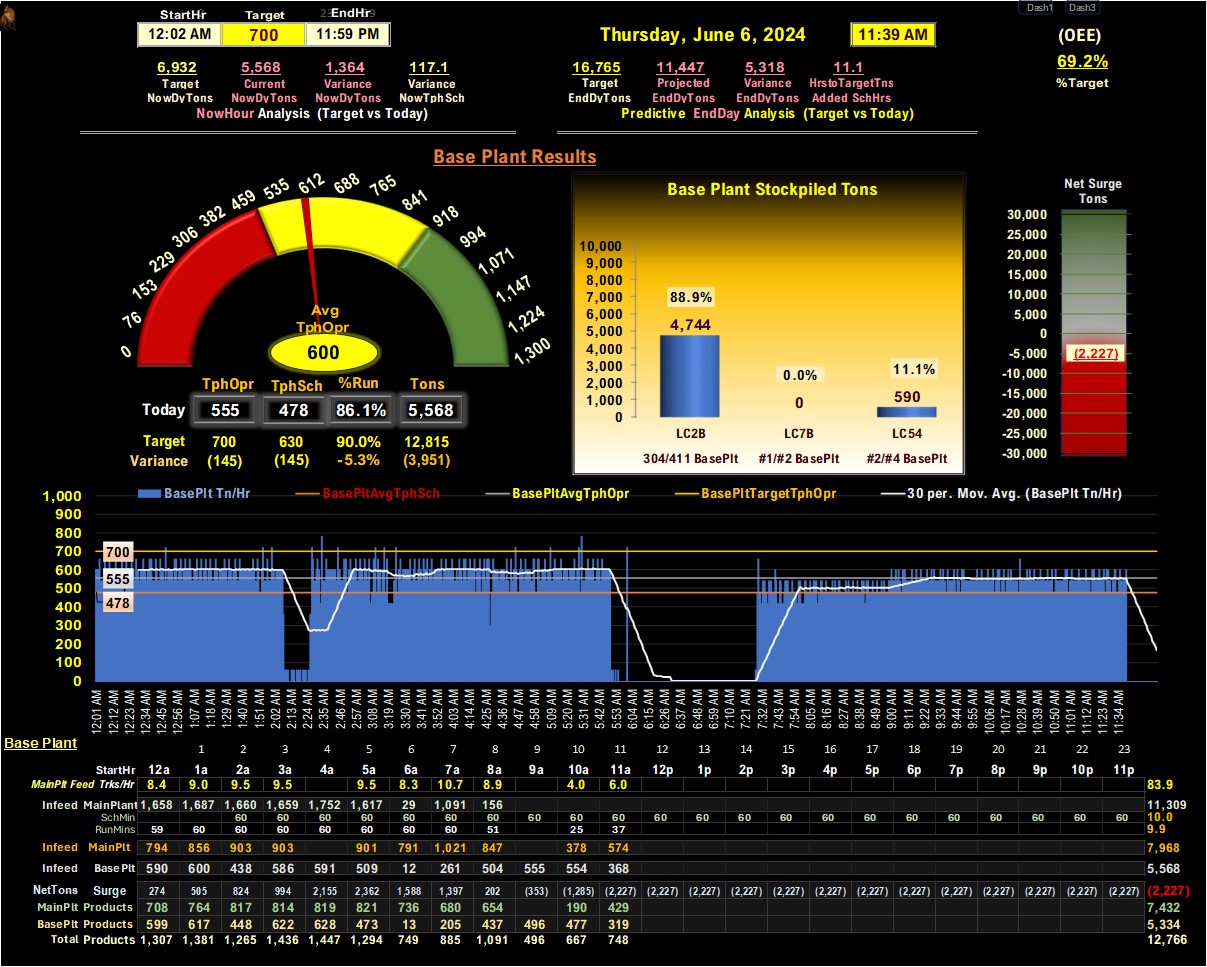 Dash1 Dash3
StartHr Target EndHr
12:02 AM 700 11:59 PM Thursday, June 6, 2024 11:39 AM (OEE)
6,932 5,568 1,364 117.1 16,765 11,447 5,318 11.1 69.2%
Target Current Variance Variance Target Projected Variance HrstoTargetTns %Target
NowDyTons NowDyTons NowDyTons NowTphSch EndDyTons EndDyTons EndDyTons Added SchHrs
NowHour Analysis (Target vs Today) Predictive EndDay Analysis (Target vs Today)
Base Plant Results
0 76 153 229 306 382 459 535 612 688 765 841 918 994 1,071 1,147 1,224 1,300
Avg
TphOpr
600
TphOpr TphSch %Run Tons
Today 555 478 86.1% 5,568
Target 700 630 90.0% 12,815
Variance (145) (145) -5.3% (3,951)
Base Plant Stockpiled Tons
10,000
9,000
8,000
7,000
6,000
5,000
4,000
3,000
2,000
1,000
0
88.9% 0.0% 11.1%
4,744 0 590
LC2B LC7B LC54
304/411 BasePlt #1/#2 BasePlt #2/#4 BasePlt
Net Surge
Tons
30,000
25,000
20,000
15,000
10,000
5,000
0
-5,000
-10,000
-15,000
-20,000
-25,000
-30,000
(2,227)
BasePlt Tn/Hr BasePltAvgTphSch BasePltAvgTphOpr BasePltTargetTphOpr 30 per. Mov. Avg. (BasePlt Tn/Hr)
1,000
900
800
700
600
500
400
300
200
100
0
700
555
478
12:01 AM 12:12 AM 12:23 AM 12:34 AM 12:45 AM 12:56 AM 1:07 AM 1:18 AM 1:29 AM 1:40 AM 1:51 AM 2:02 AM 2:13 AM 2:24 AM 2:35 AM 2:46 AM 2:57 AM 3:08 AM 3:19 AM 3:30 AM 3:41 AM 3:52 AM 4:03 AM 4:14 AM 4:25 AM 4:36 AM 4:47 AM 4:58 AM 5:09 AM 5:20 AM 5:31 AM 5:42 AM 5:53 AM 6:04 AM 6:15 AM 6:26 AM 6:37 AM 6:48 AM 6:59 AM 7:10 AM 7:21 AM 7:32 AM 7:43 AM 7:54 AM 8:05 AM 8:16 AM 8:27 AM 8:38 AM 8:49 AM 9:00 AM 9:11 AM 9:22 AM 9:33 AM 9:44 AM 9:55 AM 10:06 AM 10:17 AM 10:28 AM 10:39 AM 10:50 AM 11:01 AM 11:12 AM 11:23 AM 11:34 AM
Base Plant
1 2 3 4 5 6 7 8 9 10 11 12 13 14 15 16 17 18 19 20 21 22 23
StartHr 12a 1a 2a 3a 4a 5a 6a 7a 8a 9a 10a 11a 12p 1p 2p 3p 4p 5p 6p 7p 8p 9p 10p 11p
MainPlt Feed Trks/Hr 8.4 9.0 9.5 9.5 9.5 8.3 10.7 8.9 4.0 6.0 83.9
Infeed MainPlant 1,658 1,687 1,660 1,659 1,752 1,617 29 1,091 156 11,309
SchMin 60 60 60 60 60 60 60 60 60 60 60 60 60 60 60 60 60 60 60 60 60 60 10.0
RunMins 59 60 60 60 60 60 60 60 51 25 37 9.9
Infeed MainPlt 794 856 903 903 901 791 1,021 847 378 574 7,968
Infeed BasePlt 590 600 438 586 591 509 12 261 504 555 554 368 5,568
NetTons Surge 274 505 824 994 2,155 2,362 1,588 1,397 202 (353) (1,285) (2,227) (2,227) (2,227) (2,227) (2,227) (2,227) (2,227) (2,227) (2,227) (2,227) (2,227) (2,227) (2,227) (2,227)
MainPlt Products 708 764 817 814 819 821 736 680 654 190 429 7,432
BasePlt Products 599 617 448 622 628 473 13 205 437 496 477 319 5,334
Total Products 1,307 1,381 1,265 1,436 1,447 1,294 749 885 1,091 496 667 748 12,766